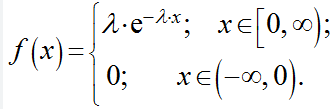 f(x)= { λ·e^{-λ·x}; x∈[0,∞);
0; x∈(-∞,0).